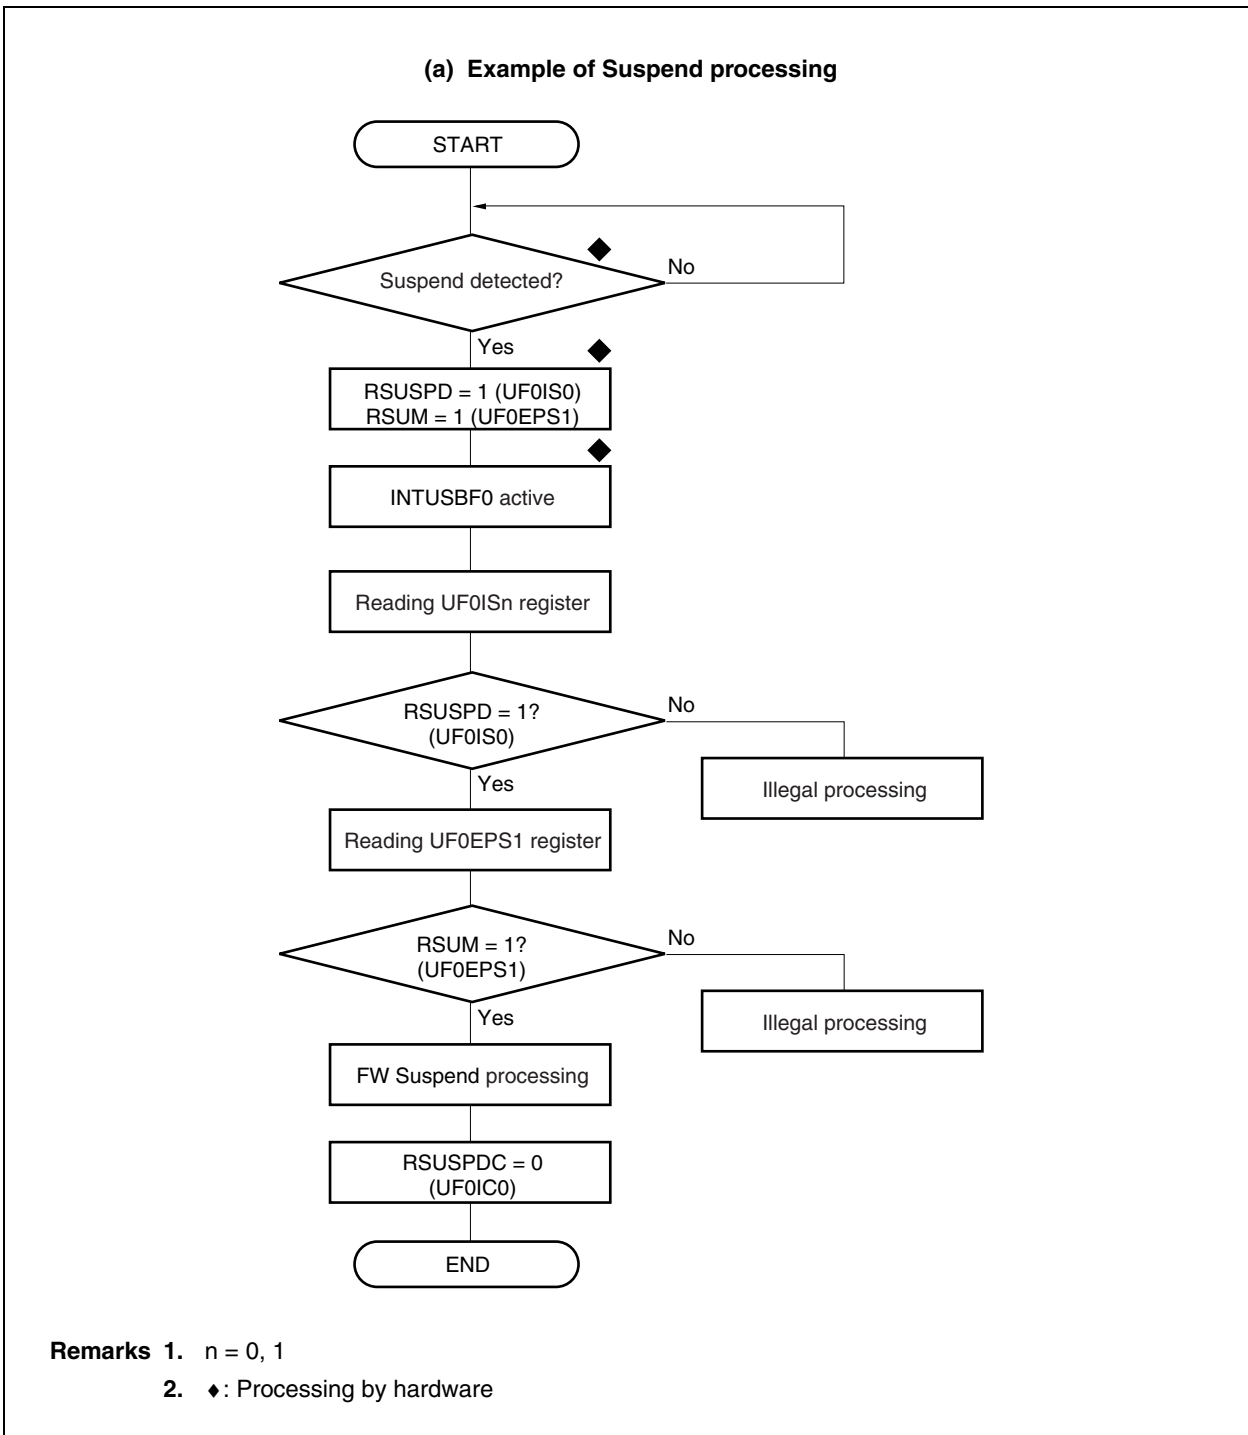 (a) Example of Suspend processing
START
Suspend detected?
No
Yes
RSUSPD = 1 (UF0IS0)
RSUM = 1 (UF0EPS1)
INTUSBF0 active
Reading UF0ISn register
RSUSPD = 1?
(UF0IS0)
No
Yes
Illegal processing
Reading UF0EPS1 register
RSUM = 1?
(UF0EPS1)
No
Yes
Illegal processing
FW Suspend processing
RSUSPDC = 0
(UF0IC0)
END
Remarks 1. n = 0, 1
2. ♦: Processing by hardware